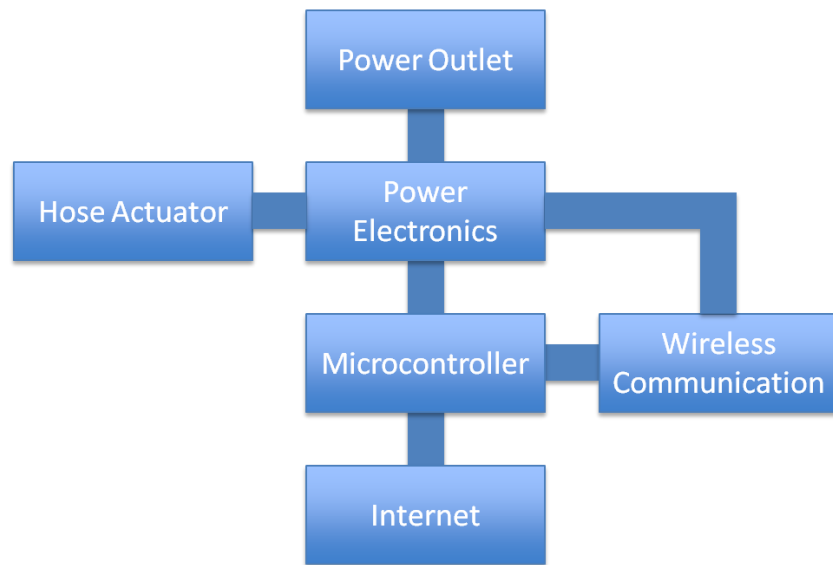 Power Outlet
Hose Actuator
Power
Electronics
Microcontroller
Wireless
Communication
Internet